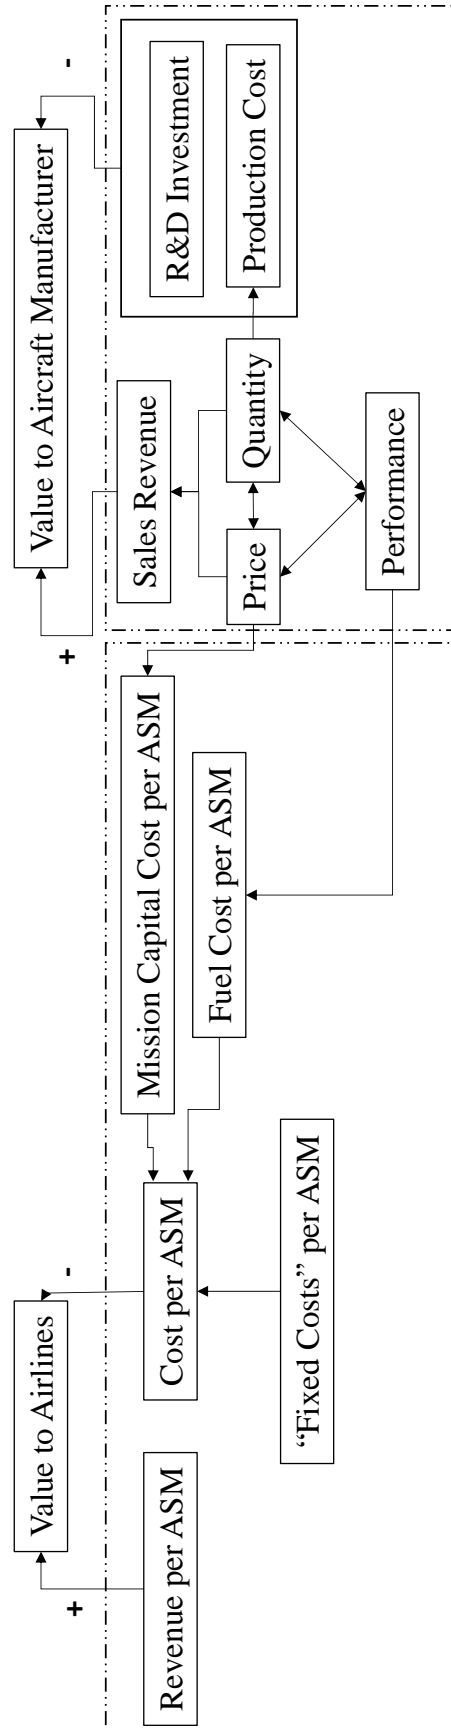 Value to Airlines
Value to Aircraft Manufacturer
+
-
+
-
Revenue per ASM
Cost per ASM
Mission Capital Cost per ASM
Sales Revenue
R&D Investment
Fuel Cost per ASM
Price
Quantity
Production Cost
“Fixed Costs” per ASM
Performance